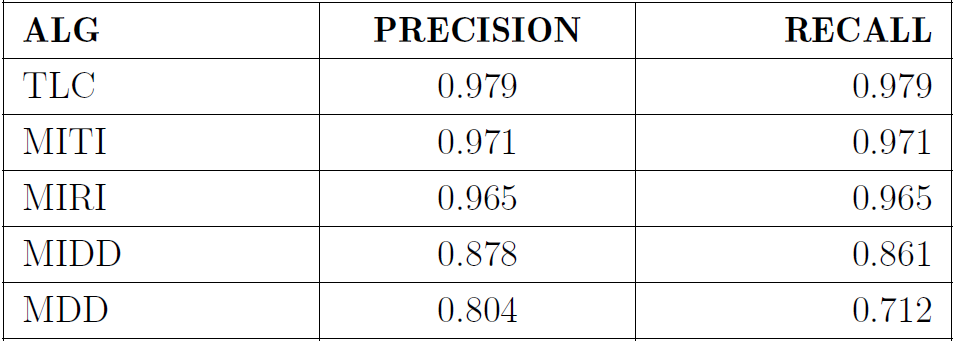 ALG PRECISION RECALL
TLC 0.979 0.979
MITI 0.971 0.971
MIRI 0.965 0.965
MIDD 0.878 0.861
MDD 0.804 0.712